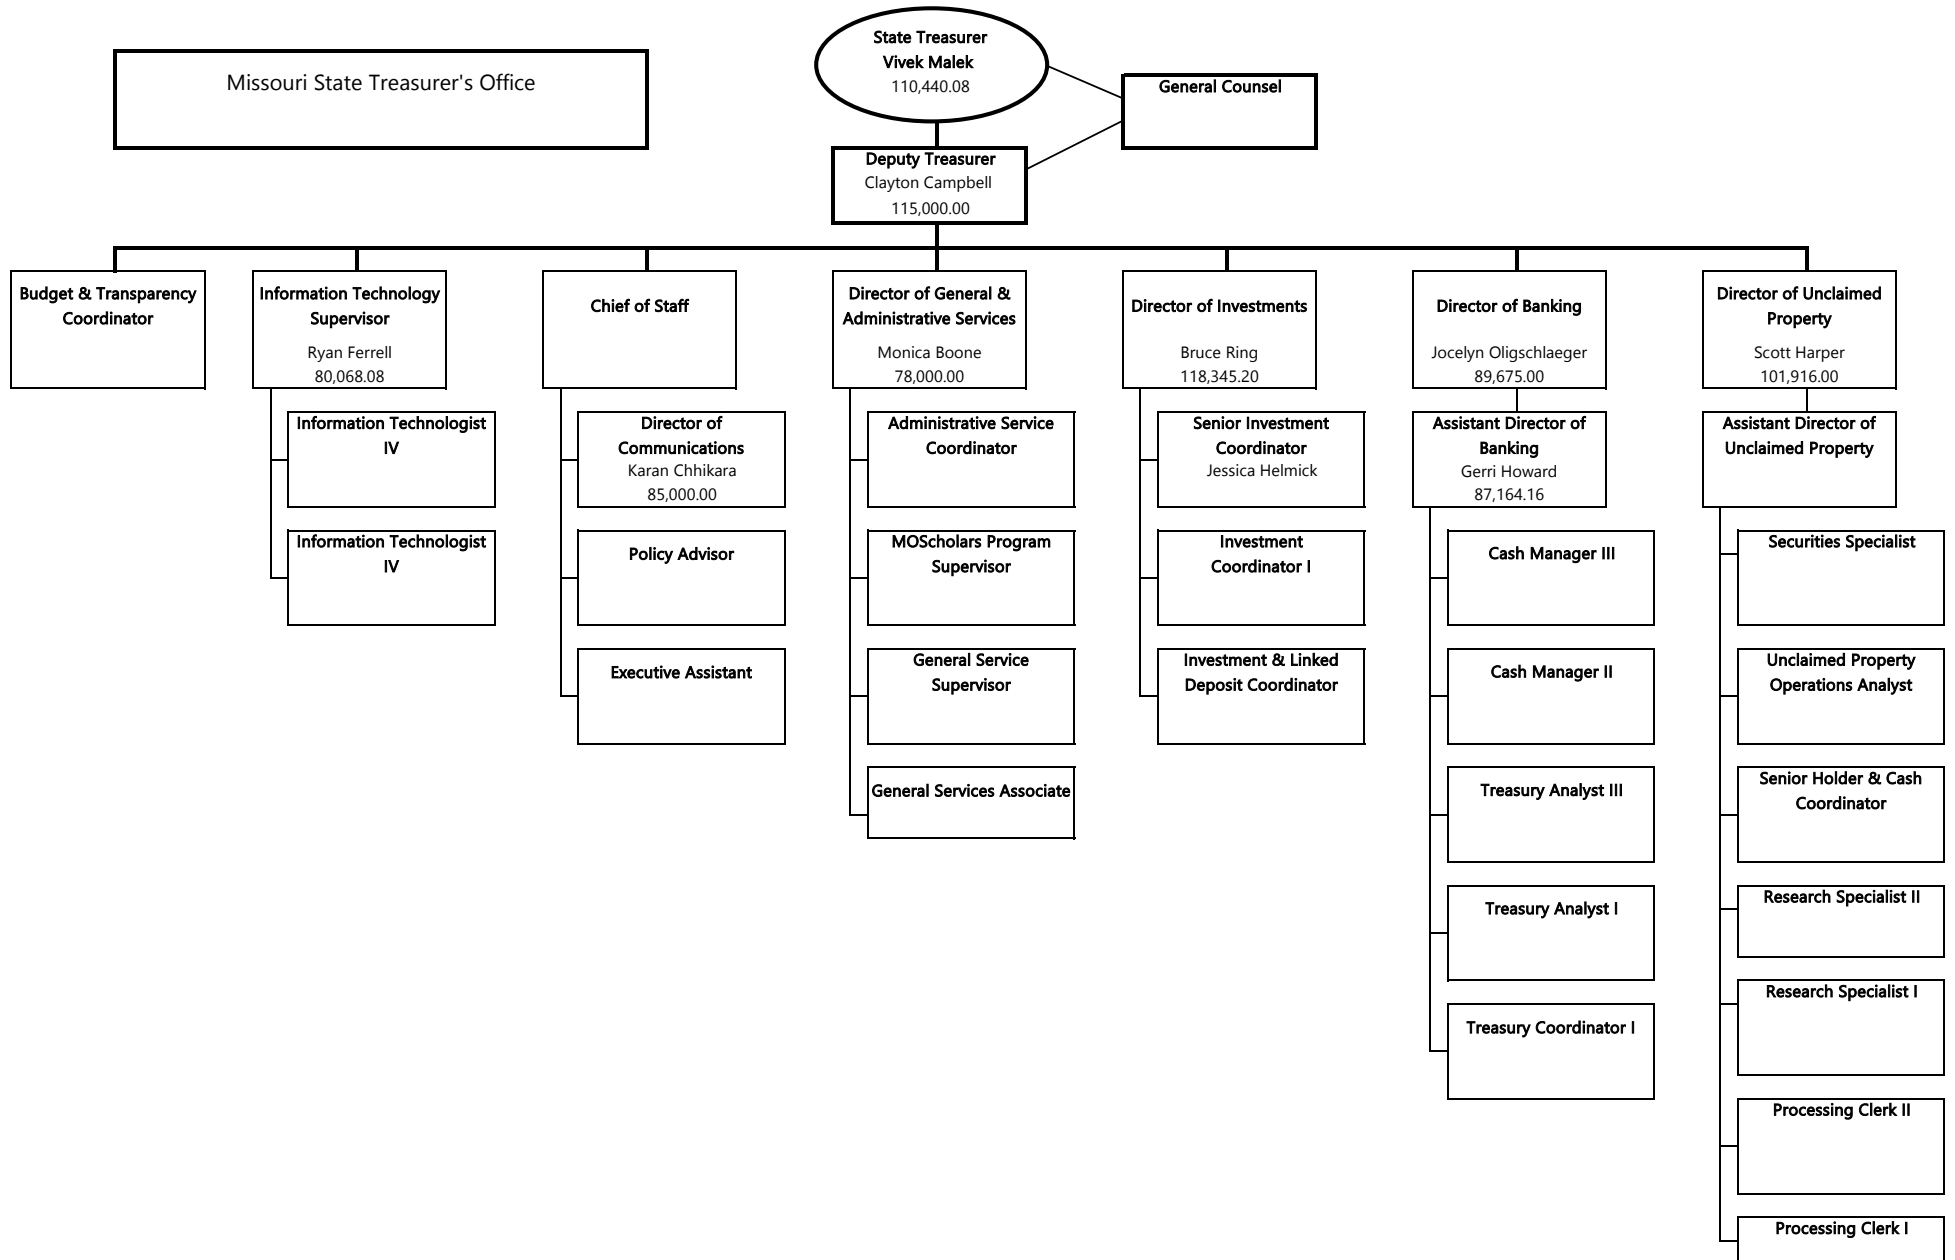 Missouri State Treasurer's Office
State Treasurer
Vivek Malek
110,440.08
General Counsel
Deputy Treasurer
Clayton Campbell
115,000.00
Budget & Transparency
Coordinator
Information Technology
Supervisor
Ryan Ferrell
80,068.08
Chief of Staff
Director of General &
Administrative Services
Monica Boone
78,000.00
Director of Investments
Bruce Ring
118,345.20
Director of Banking
Jocelyn Oligschlaeger
89,675.00
Director of Unclaimed
Property
Scott Harper
101,916.00
Information Technologist
IV
Information Technologist
IV
Director of
Communications
Karan Chhikara
85,000.00
Policy Advisor
Executive Assistant
Administrative Service
Coordinator
MOScholars Program
Supervisor
General Service
Supervisor
General Services Associate
Senior Investment
Coordinator
Jessica Helmick
Investment
Coordinator I
Investment & Linked
Deposit Coordinator
Assistant Director of
Banking
Gerri Howard
87,164.16
Cash Manager III
Cash Manager II
Treasury Analyst III
Treasury Analyst I
Treasury Coordinator I
Assistant Director of
Unclaimed Property
Securities Specialist
Unclaimed Property
Operations Analyst
Senior Holder & Cash
Coordinator
Research Specialist II
Research Specialist I
Processing Clerk II
Processing Clerk I